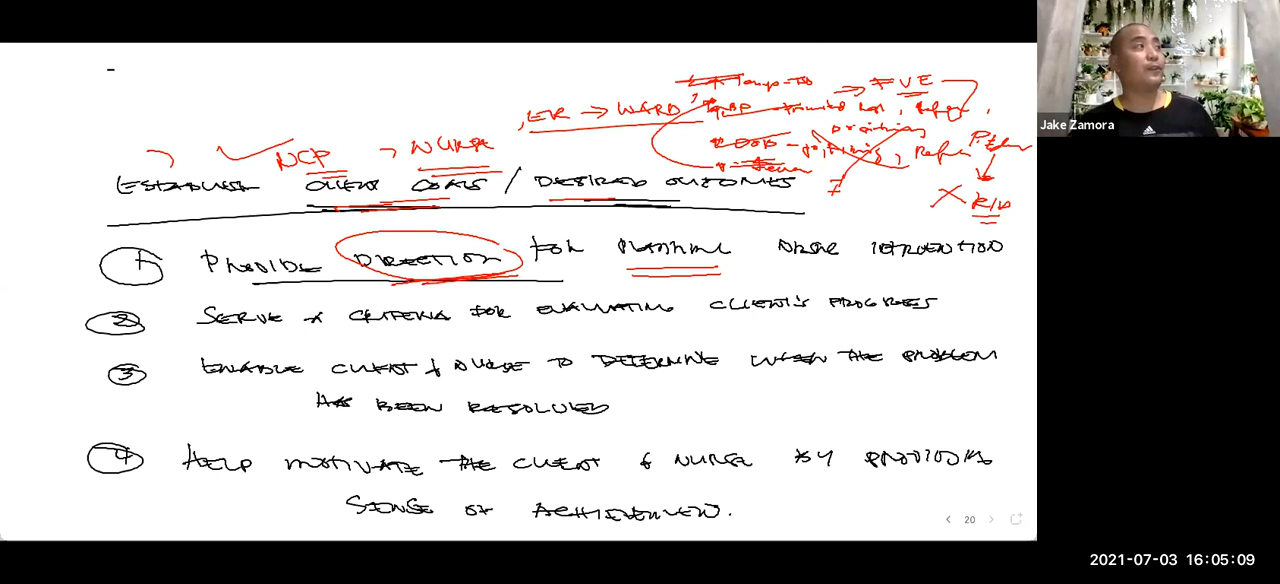 -
⇒ FVE
ER → WARD
NCP → NURSE
ESTABLISH CLIENT GOALS / DESIRED OUTCOMES
X R/O
1 PROVIDE DIRECTION FOR PLANNING NURSE INTERVENTION
2 SERVE AS CRITERIA FOR EVALUATING CLIENT'S PROGRESS
3 ENABLE CLIENT & NURSE TO DETERMINE WHEN THE PROBLEM
HAS BEEN RESOLVED
4 HELP MOTIVATE THE CLIENT & NURSE BY PROVIDING
SENSE OF ACHIEVEMENT.
Jake Zamora
20
2021-07-03 16:05:09